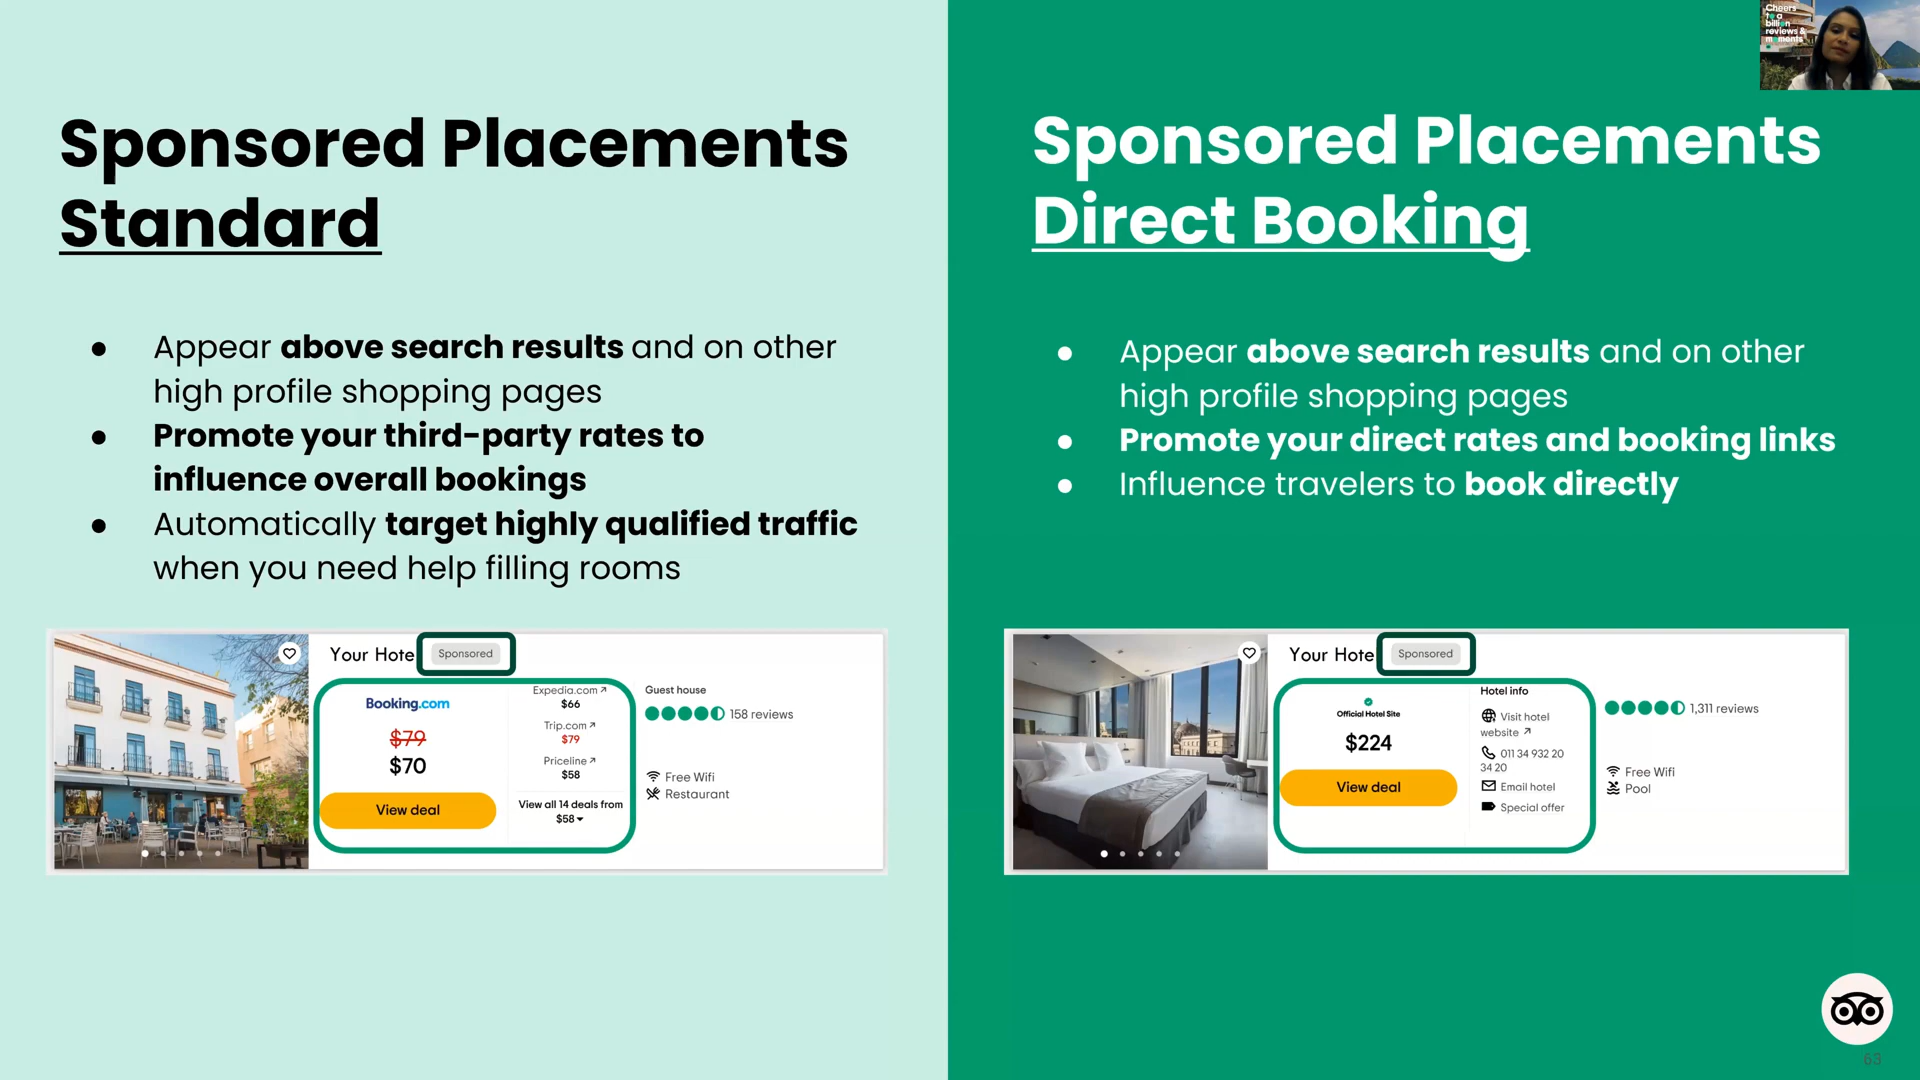 Cheers
to a
billion
reviews &
moments
Sponsored Placements
Standard
Appear above search results and on other
high profile shopping pages
Promote your third-party rates to
influence overall bookings
Automatically target highly qualified traffic
when you need help filling rooms
Your Hote
Sponsored
Booking.com
$79
$70
View deal
Expedia.com
$66
Trip.com
$79
Priceline
$58
View all 14 deals from
$58
Guest house
158 reviews
Free Wifi
Restaurant
Sponsored Placements
Direct Booking
Appear above search results and on other
high profile shopping pages
Promote your direct rates and booking links
Influence travelers to book directly
Your Hote
Sponsored
Official Hotel Site
$224
View deal
Hotel info
Visit hotel
website
011 34 932 20
34 20
Email hotel
Special offer
1,311 reviews
Free Wifi
Pool
63